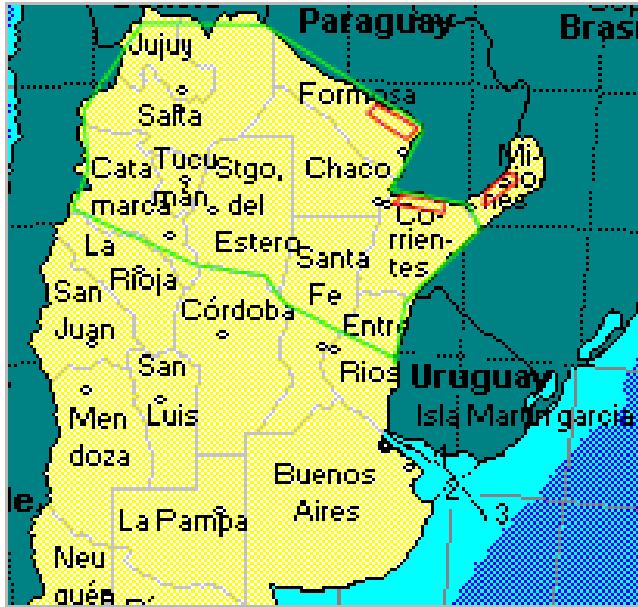 Paraguay
Brasi
Jujuy
Formosa
Salta
Chaco
Mi-
sio
nes
Cata
marca
Tucu
mán
Stgo.
del
Estero
Co
rrien-
tes
La
Rioja
Santa
Fe
San
Juan
Córdoba
Entre
Rios
San
Luis
Uruguay
Men
doza
Isla Martin garcia
Buenos
Aires
1
2
3
La Pampa
le,
Neu
quén